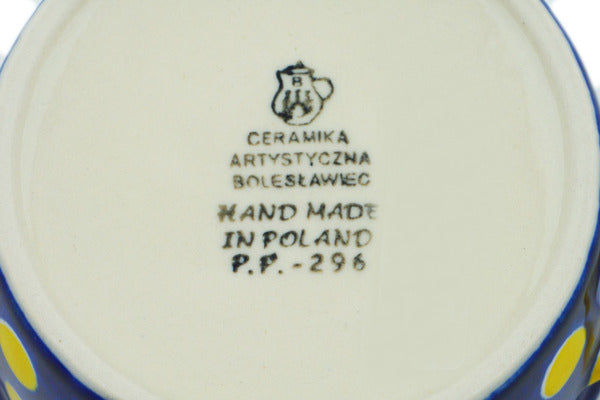 B
CERAMIKA
ARTYSTYCZNA
BOLESŁAWIEC
HAND MADE
IN POLAND
P.P.-296